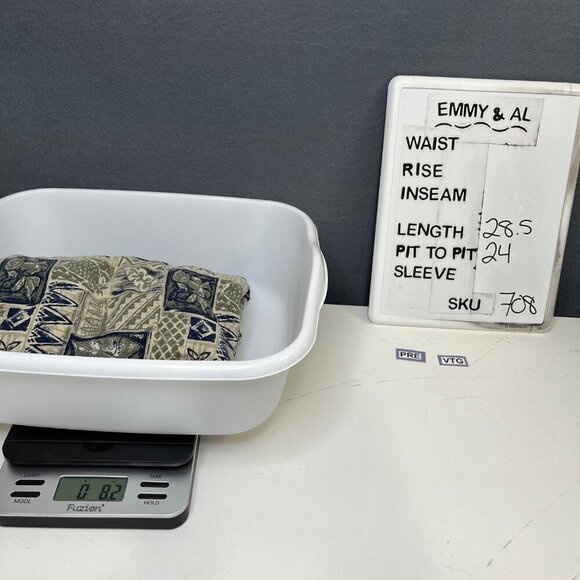 EMMY & AL
WAIST
RISE
INSEAM
LENGTH 28.5
PIT TO PIT 24
SLEEVE
SKU 708
PRE VTG
0 8.2
MODE HOLD
Fuzion